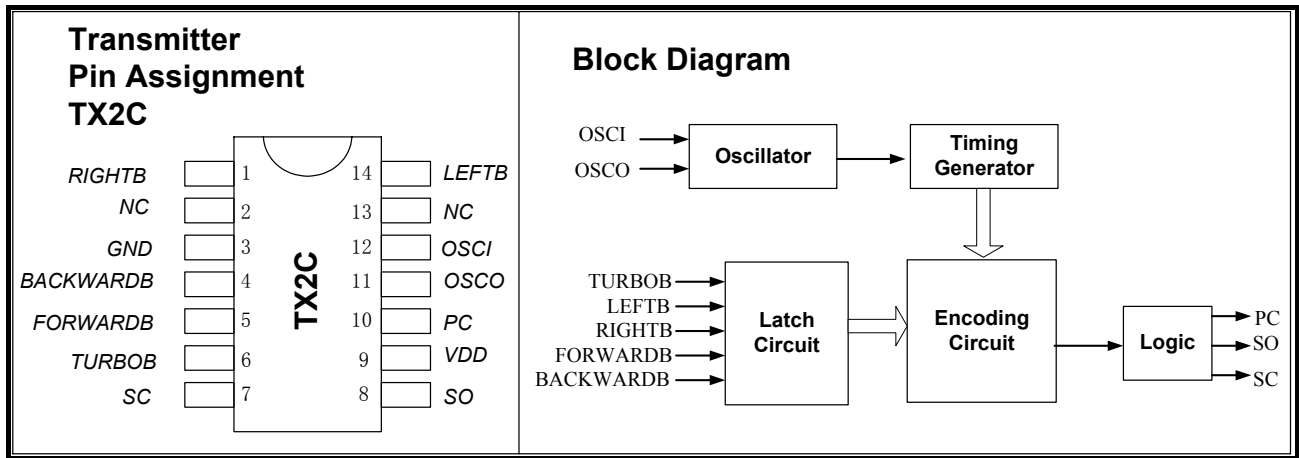 Transmitter
Pin Assignment
TX2C
RIGHTB 1 14 LEFTB
NC 2 13 NC
GND 3 12 OSCI
BACKWARDB 4 11 OSCO
FORWARDB 5 10 PC
TURBOB 6 9 VDD
SC 7 8 SO
TX2C
Block Diagram
OSCI
OSCO
Oscillator
Timing
Generator
TURBOB
LEFTB
RIGHTB
FORWARDB
BACKWARDB
Latch
Circuit
Encoding
Circuit
Logic
PC
SO
SC